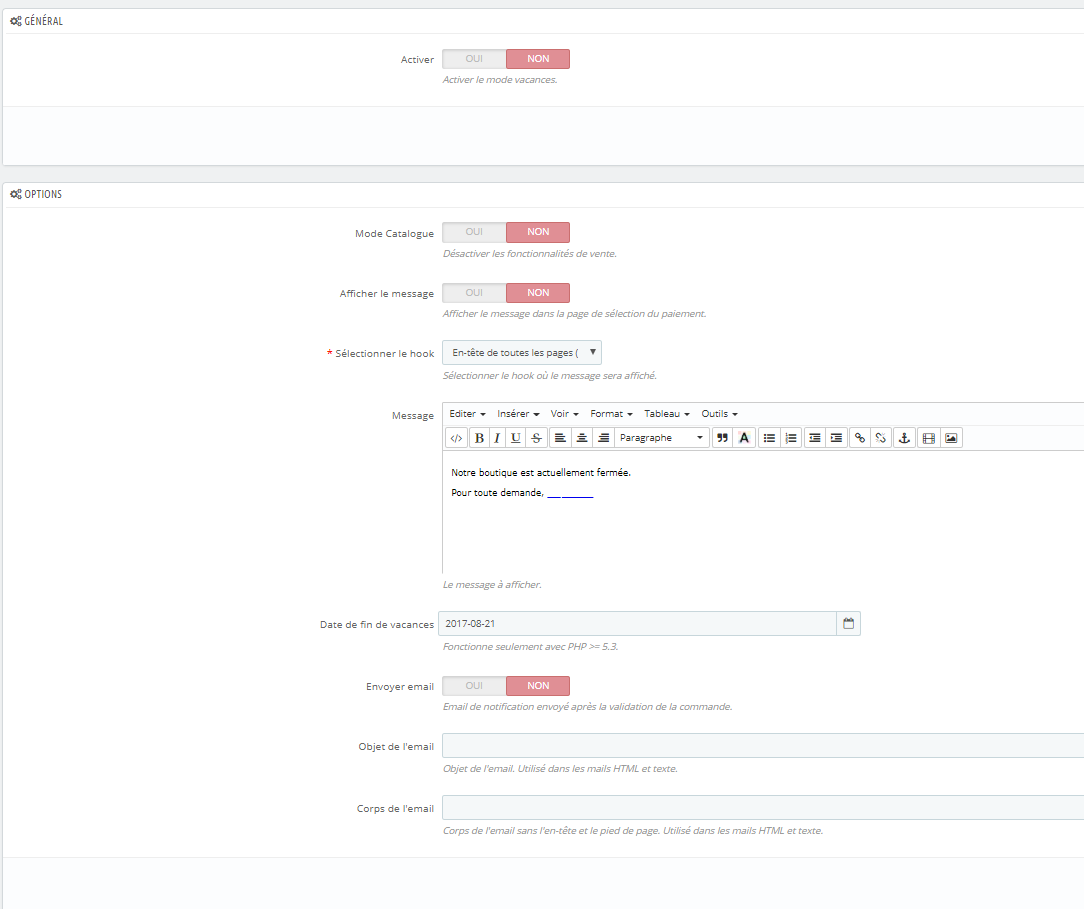 GÉNÉRAL
Activer OUI NON
Activer le mode vacances.
OPTIONS
Mode Catalogue OUI NON
Désactiver les fonctionnalités de vente.
Afficher le message OUI NON
Afficher le message dans la page de sélection du paiement.
* Sélectionner le hook En-tête de toutes les pages (
Sélectionner le hook où le message sera affiché.
Message Editer Insérer Voir Format Tableau Outils
</> B I U S Paragraphe A
Notre boutique est actuellement fermée.
Pour toute demande, __________
Le message à afficher.
Date de fin de vacances 2017-08-21
Fonctionne seulement avec PHP >= 5.3.
Envoyer email OUI NON
Email de notification envoyé après la validation de la commande.
Objet de l'email
Objet de l'email. Utilisé dans les mails HTML et texte.
Corps de l'email
Corps de l'email sans l'en-tête et le pied de page. Utilisé dans les mails HTML et texte.